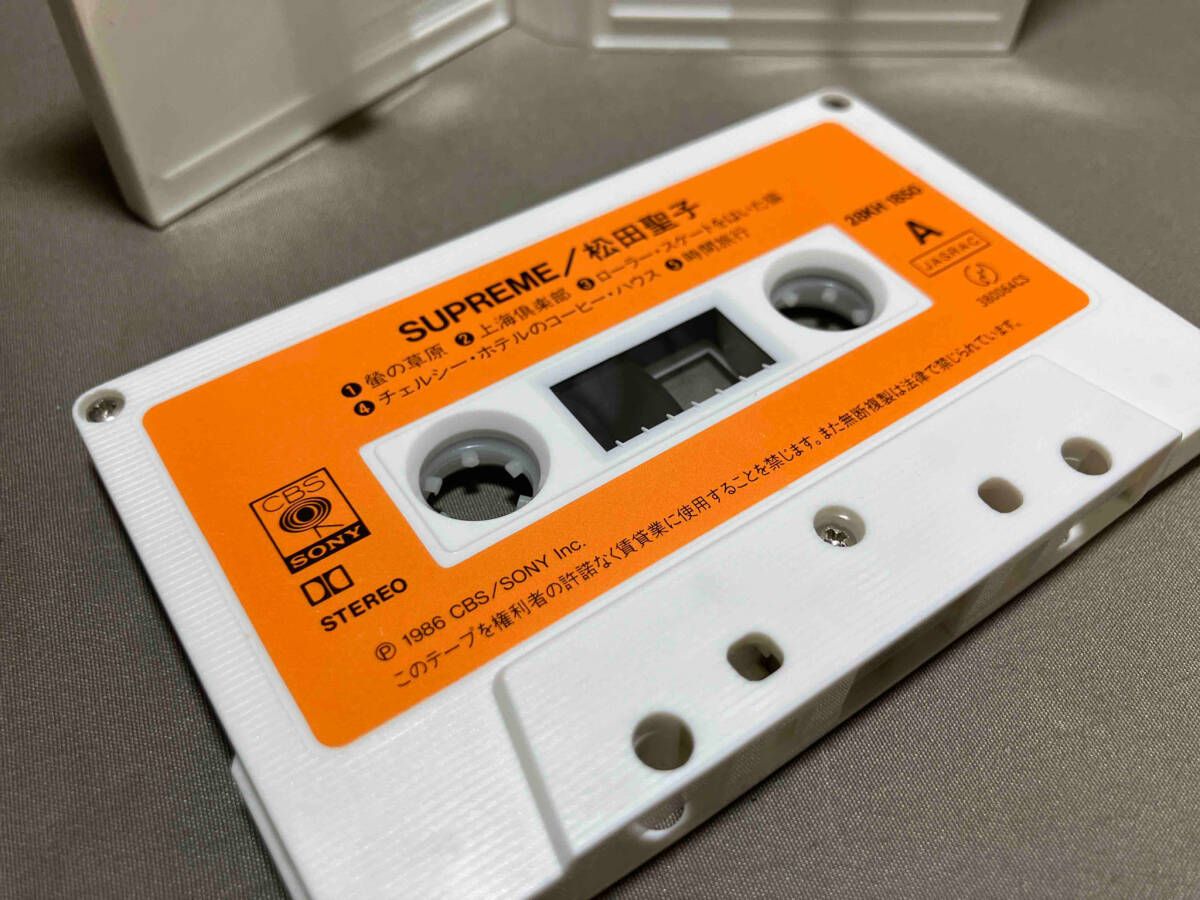 SUPREME/松田聖子
❶ 螢の草原 ❷ 上海倶楽部 ❸ ローラー・スケートをはいた猫
❹ チェルシー・ホテルのコーヒー・ハウス ❺ 時間旅行
28KH 1850
A
JASRAC
380064CS
CBS
SONY
STEREO
Ⓟ 1986 CBS/SONY Inc.
このテープを権利者の許諾なく賃貸業に使用することを禁じます。また無断複製は法律で禁じられています。